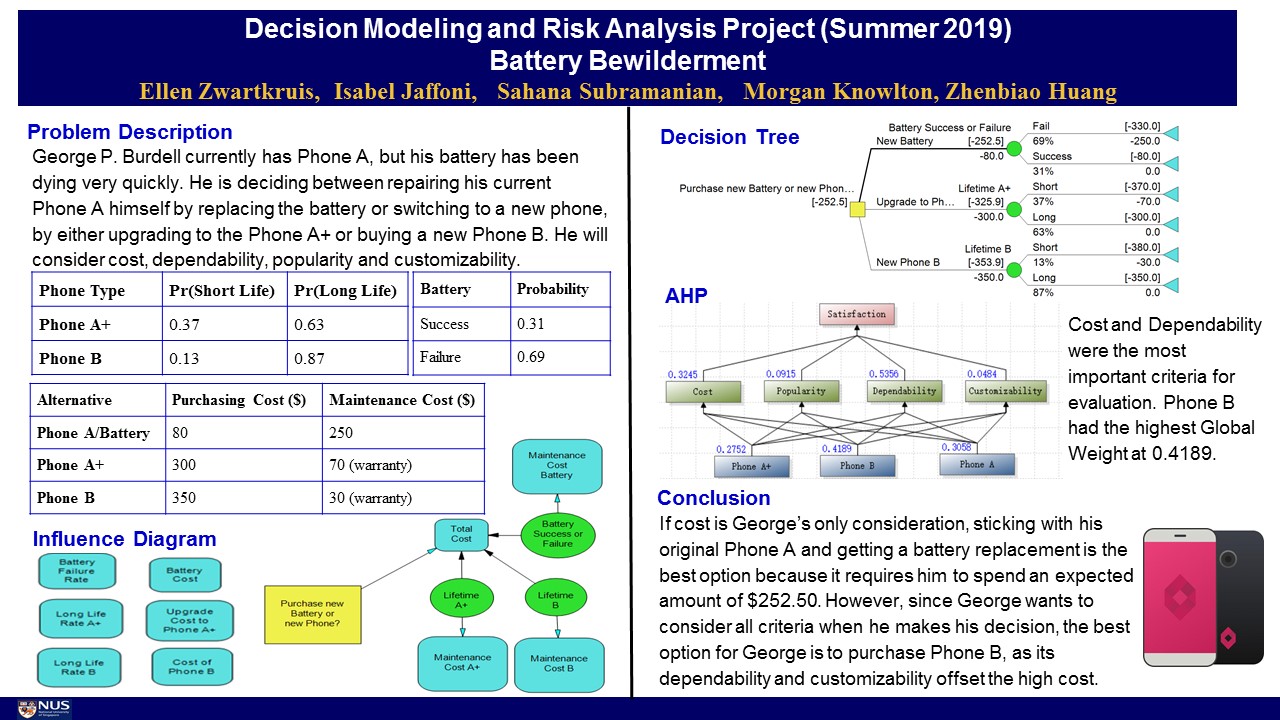 Decision Modeling and Risk Analysis Project (Summer 2019)
Battery Bewilderment
Ellen Zwartkruis, Isabel Jaffoni, Sahana Subramanian, Morgan Knowlton, Zhenbiao Huang
Problem Description
George P. Burdell currently has Phone A, but his battery has been
dying very quickly. He is deciding between repairing his current
Phone A himself by replacing the battery or switching to a new phone,
by either upgrading to the Phone A+ or buying a new Phone B. He will
consider cost, dependability, popularity and customizability.
Phone Type Pr(Short Life) Pr(Long Life)
Phone A+ 0.37 0.63
Phone B 0.13 0.87
Battery Probability
Success 0.31
Failure 0.69
Alternative Purchasing Cost ($) Maintenance Cost ($)
Phone A/Battery 80 250
Phone A+ 300 70 (warranty)
Phone B 350 30 (warranty)
Influence Diagram
Battery
Failure
Rate
Battery
Cost
Long Life
Rate A+
Upgrade
Cost to
Phone A+
Long Life
Rate B
Cost of
Phone B
Purchase new
Battery or
new Phone?
Total
Cost
Maintenance
Cost
Battery
Battery
Success or
Failure
Lifetime
A+
Lifetime
B
Maintenance
Cost A+
Maintenance
Cost B
NUS
Decision Tree
Purchase new Battery or new Phon...
[-252.5]
Battery Success or Failure
New Battery [-252.5]
-80.0
Fail [-330.0]
69% -250.0
Success [-80.0]
31% 0.0
Lifetime A+
Upgrade to Ph... [-325.9]
-300.0
Short [-370.0]
37% -70.0
Long [-300.0]
63% 0.0
Lifetime B
New Phone B [-353.9]
-350.0
Short [-380.0]
13% -30.0
Long [-350.0]
87% 0.0
AHP
Satisfaction
0.3245 0.0915 0.5356 0.0484
Cost Popularity Dependability Customizability
0.2752 0.4189 0.3058
Phone A+ Phone B Phone A
Cost and Dependability
were the most
important criteria for
evaluation. Phone B
had the highest Global
Weight at 0.4189.
Conclusion
If cost is George's only consideration, sticking with his
original Phone A and getting a battery replacement is the
best option because it requires him to spend an expected
amount of $252.50. However, since George wants to
consider all criteria when he makes his decision, the best
option for George is to purchase Phone B, as its
dependability and customizability offset the high cost.